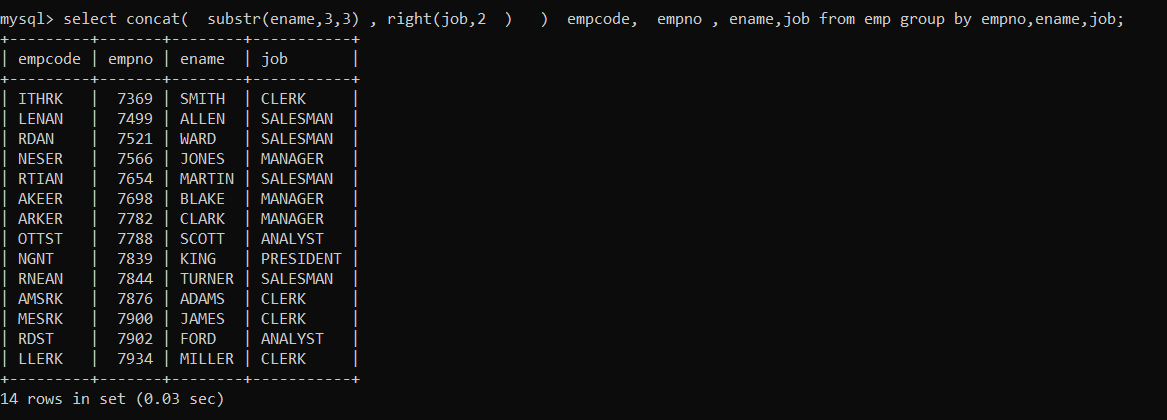 mysql> select concat(  substr(ename,3,3) , right(job,2  )   )  empcode,  empno , ename,job from emp group by empno,ename,job;
+---------+-------+--------+-----------+
| empcode | empno | ename  | job       |
+---------+-------+--------+-----------+
| ITHRK   |  7369 | SMITH  | CLERK     |
| LENAN   |  7499 | ALLEN  | SALESMAN  |
| RDAN    |  7521 | WARD   | SALESMAN  |
| NESER   |  7566 | JONES  | MANAGER   |
| RTIAN   |  7654 | MARTIN | SALESMAN  |
| AKEER   |  7698 | BLAKE  | MANAGER   |
| ARKER   |  7782 | CLARK  | MANAGER   |
| OTTST   |  7788 | SCOTT  | ANALYST   |
| NGNT    |  7839 | KING   | PRESIDENT |
| RNEAN   |  7844 | TURNER | SALESMAN  |
| AMSRK   |  7876 | ADAMS  | CLERK     |
| MESRK   |  7900 | JAMES  | CLERK     |
| RDST    |  7902 | FORD   | ANALYST   |
| LLERK   |  7934 | MILLER | CLERK     |
+---------+-------+--------+-----------+
14 rows in set (0.03 sec)